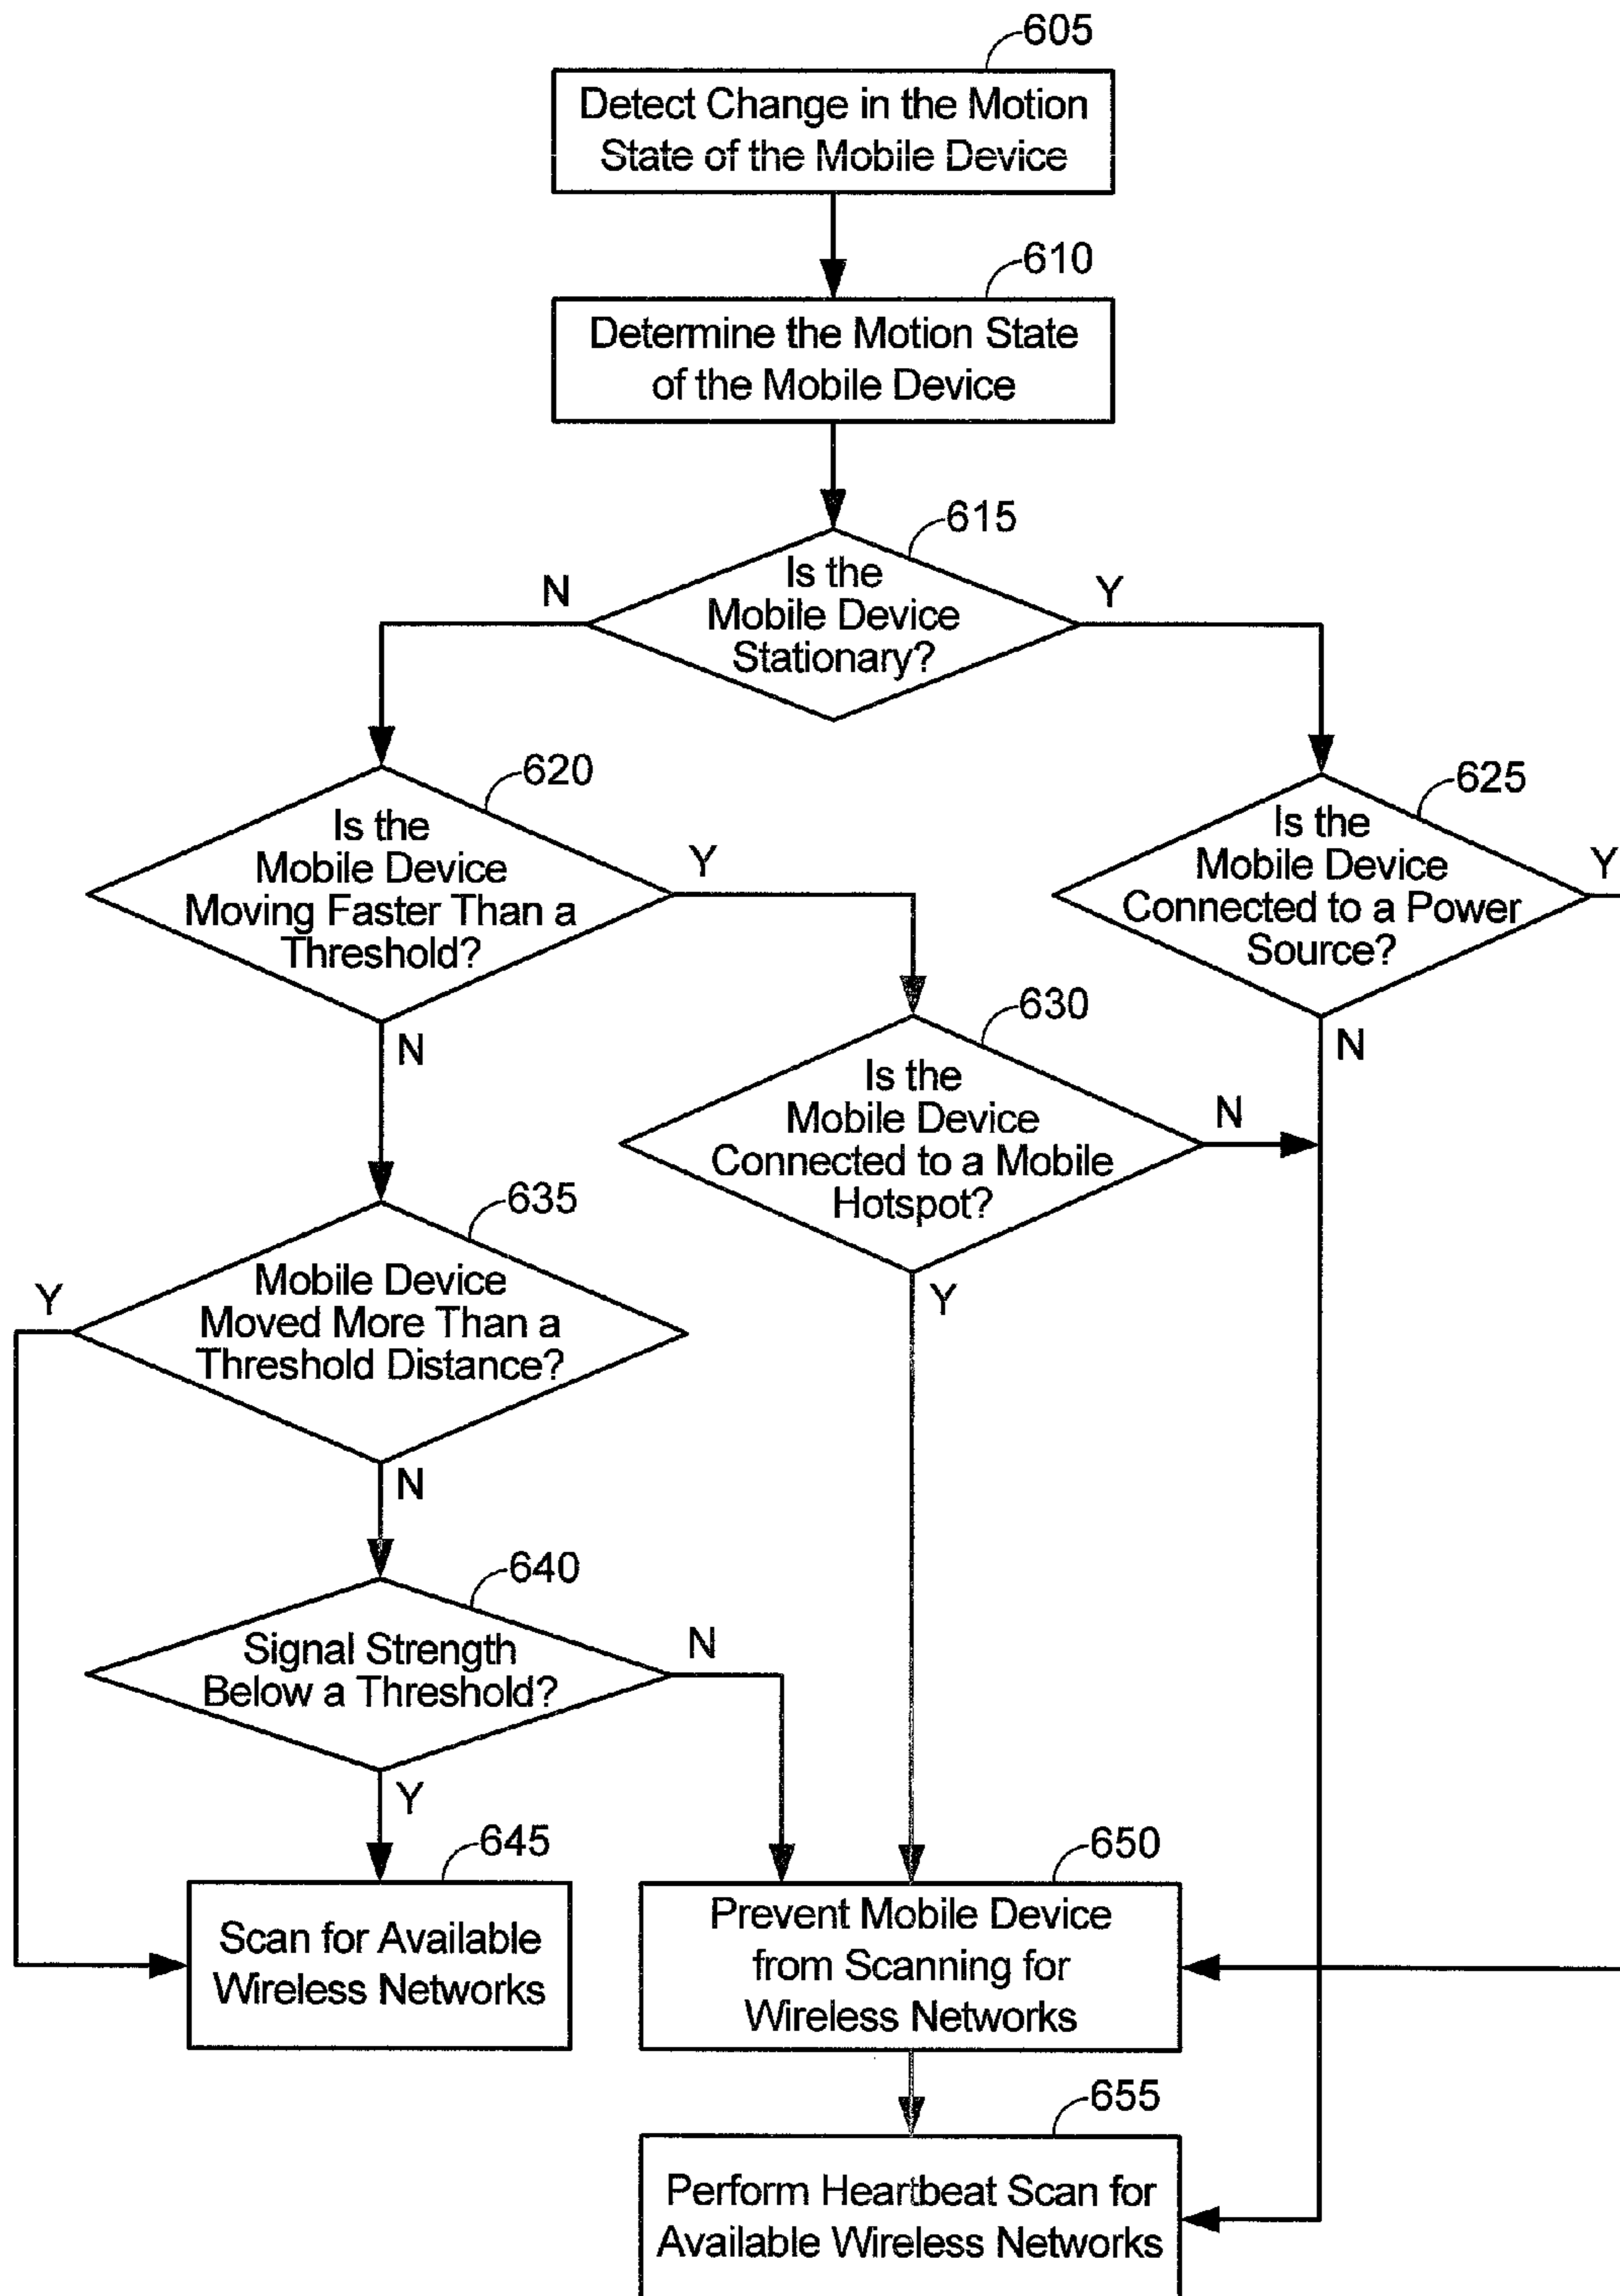 605
Detect Change in the Motion
State of the Mobile Device
610
Determine the Motion State
of the Mobile Device
615
Is the
Mobile Device
Stationary?
N
Y
620
Is the
Mobile Device
Moving Faster Than a
Threshold?
Y
N
625
Is the
Mobile Device
Connected to a Power
Source?
Y
N
630
Is the
Mobile Device
Connected to a Mobile
Hotspot?
N
Y
635
Mobile Device
Moved More Than a
Threshold Distance?
Y
N
640
Signal Strength
Below a Threshold?
N
Y
645
Scan for Available
Wireless Networks
650
Prevent Mobile Device
from Scanning for
Wireless Networks
655
Perform Heartbeat Scan for
Available Wireless Networks